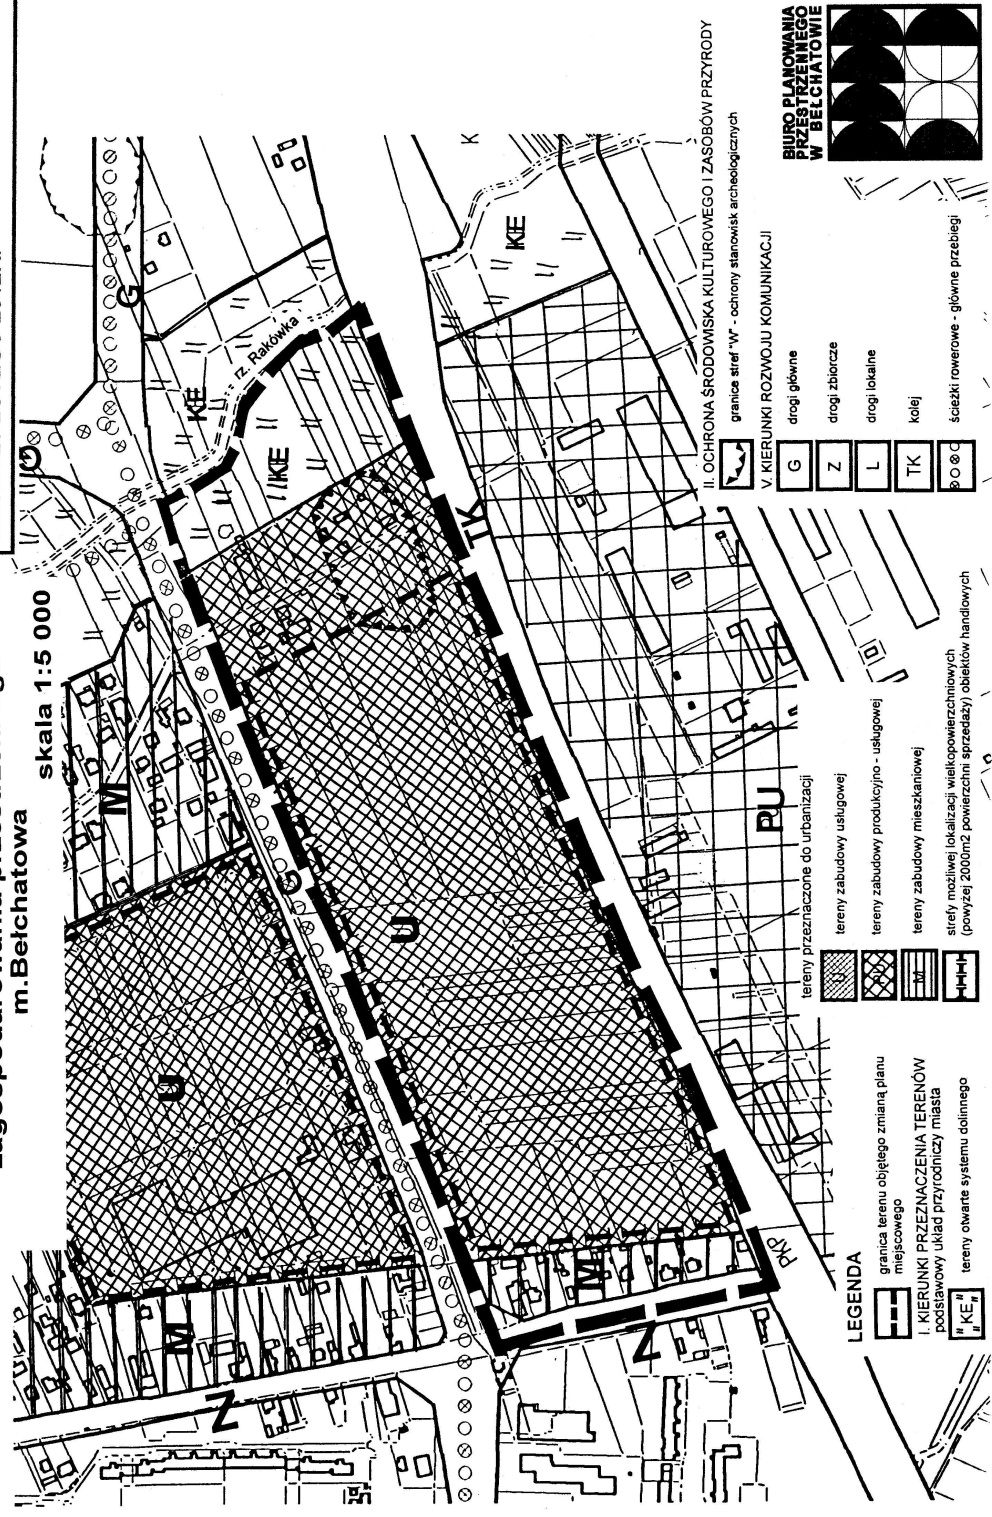 m.Bełchatowa
skala 1:5 000
G
G
KE
rz. Rakówka
KE
KE
K
M
U
G
U
TK
PU
M
M
Z
Z
PKP
LEGENDA
granica terenu objętego zmianą planu
miejscowego
I. KIERUNKI PRZEZNACZENIA TERENÓW
podstawowy układ przyrodniczy miasta
"KE" tereny otwarte systemu dolinnego
tereny przeznaczone do urbanizacji
U tereny zabudowy usługowej
PU tereny zabudowy produkcyjno - usługowej
M tereny zabudowy mieszkaniowej
strefy możliwej lokalizacji wielkopowierzchniowych
(powyżej 2000m2 powierzchni sprzedaży) obiektów handlowych
II. OCHRONA ŚRODOWISKA KULTUROWEGO I ZASOBÓW PRZYRODY
granice stref "W" - ochrony stanowisk archeologicznych
V. KIERUNKI ROZWOJU KOMUNIKACJI
G drogi główne
Z drogi zbiorcze
L drogi lokalne
TK kolej
ścieżki rowerowe - główne przebiegi
BIURO PLANOWANIA
PRZESTRZENNEGO
W BEŁCHATOWIE